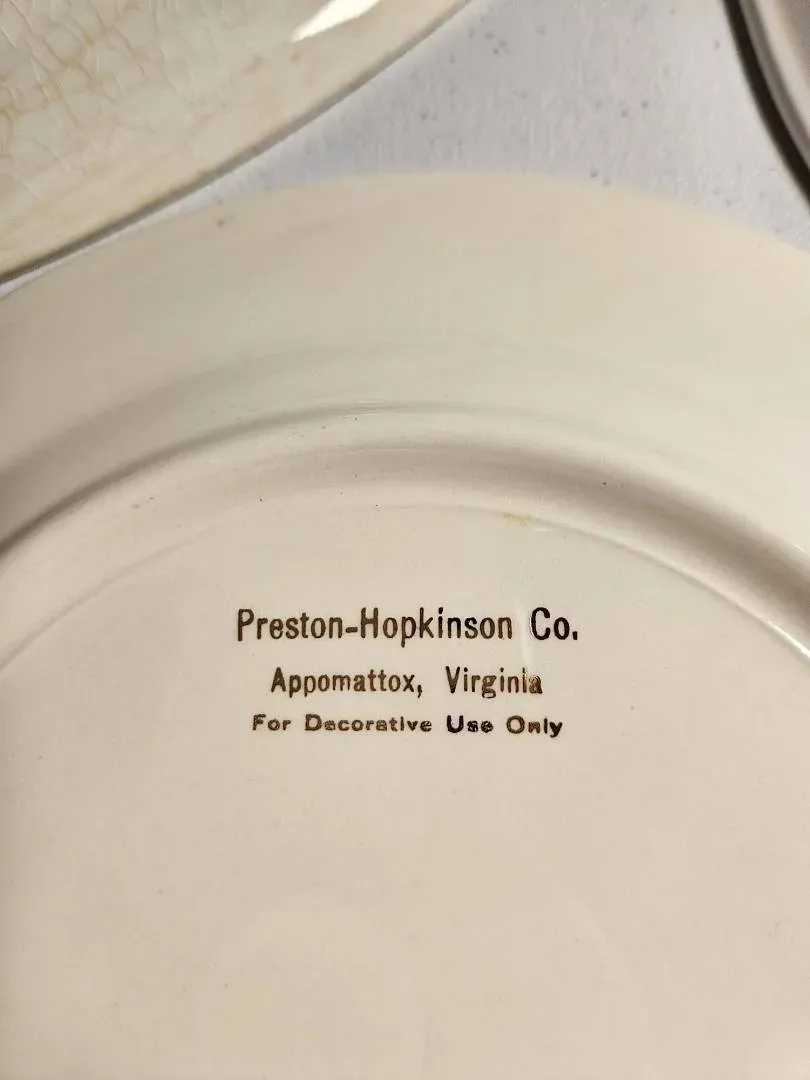 Preston-Hopkinson Co.
Appomattox, Virginia
For Decorative Use Only